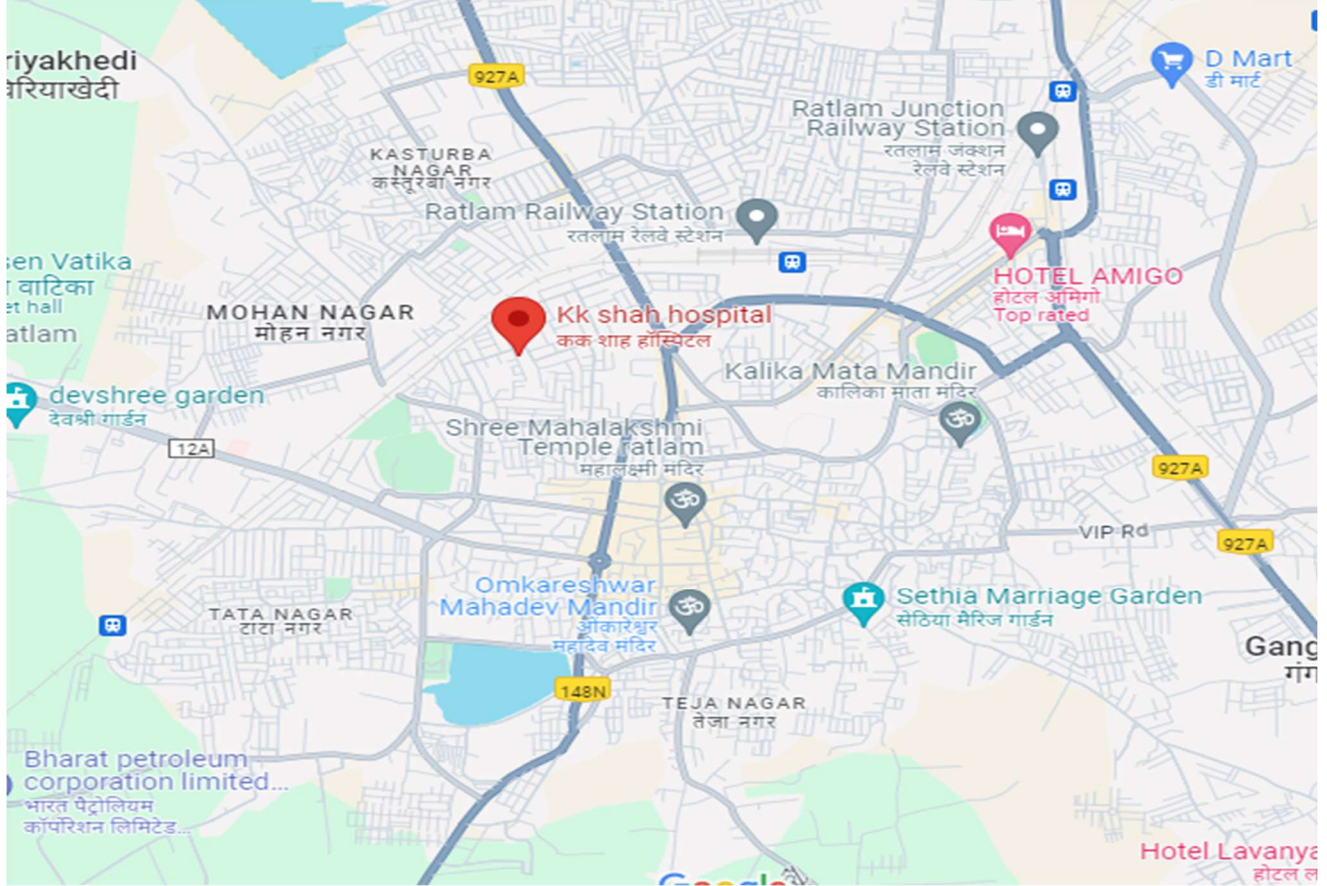 riyakhedi
वरियाखेदी
927A
D Mart
डी मार्ट
Ratlam Junction
Railway Station
रतलाम जंक्शन
रेलवे स्टेशन
KASTURBA
NAGAR
कस्तूरबा नगर
Ratlam Railway Station
रतलाम रेलवे स्टेशन
sen Vatika
वाटिका
et hall
atlam
HOTEL AMIGO
होटल अमिगो
Top rated
MOHAN NAGAR
मोहन नगर
Kk shah hospital
कक शाह हॉस्पिटल
Kalika Mata Mandir
कालिका माता मंदिर
devshree garden
देवश्री गार्डन
12A
Shree Mahalakshmi
Temple ratlam
महालक्ष्मी मंदिर
927A
VIP Rd
927A
Omkareshwar
Mahadev Mandir
ओंकारेश्वर
महादेव मंदिर
Sethia Marriage Garden
सेठिया मैरिज गार्डन
TATA NAGAR
टाटा नगर
Gang
गंग
148N
TEJA NAGAR
तेजा नगर
Bharat petroleum
corporation limited...
भारत पेट्रोलियम
कॉर्पोरेशन लिमिटेड...
Hotel Lavanya
होटल ल
Google